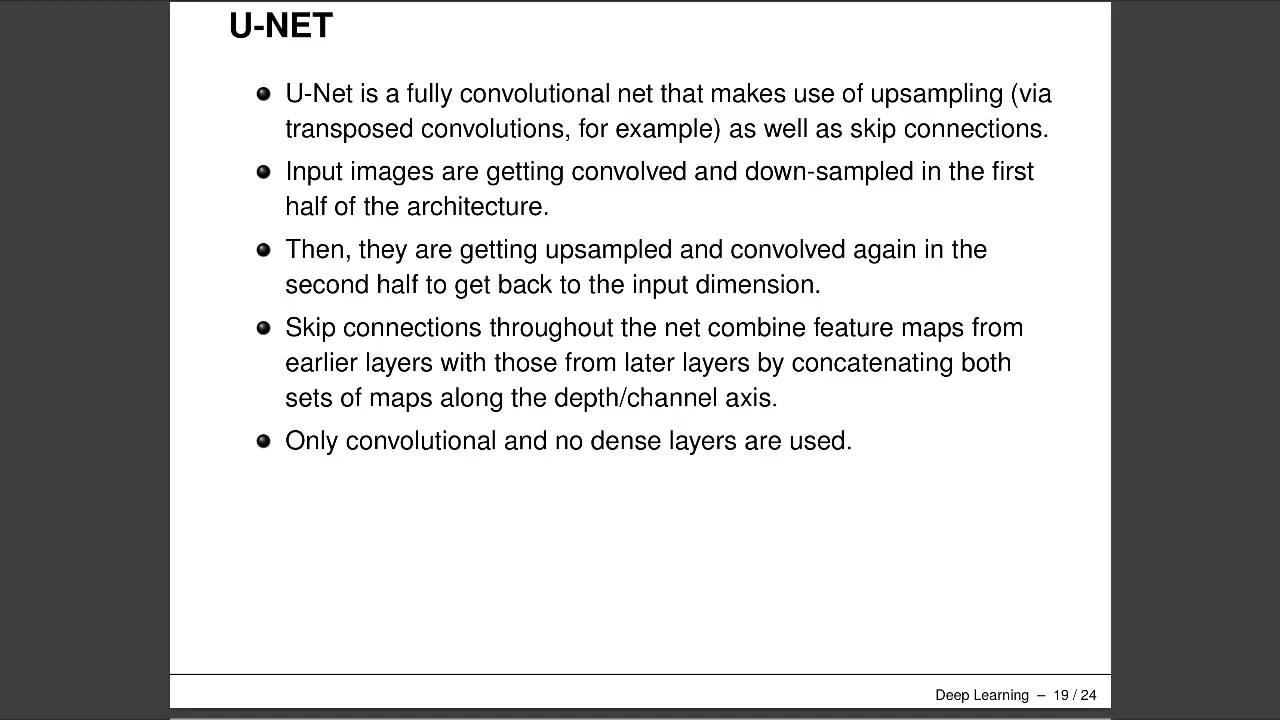 U-NET
U-Net is a fully convolutional net that makes use of upsampling (via
transposed convolutions, for example) as well as skip connections.
Input images are getting convolved and down-sampled in the first
half of the architecture.
Then, they are getting upsampled and convolved again in the
second half to get back to the input dimension.
Skip connections throughout the net combine feature maps from
earlier layers with those from later layers by concatenating both
sets of maps along the depth/channel axis.
Only convolutional and no dense layers are used.
Deep Learning – 19 / 24